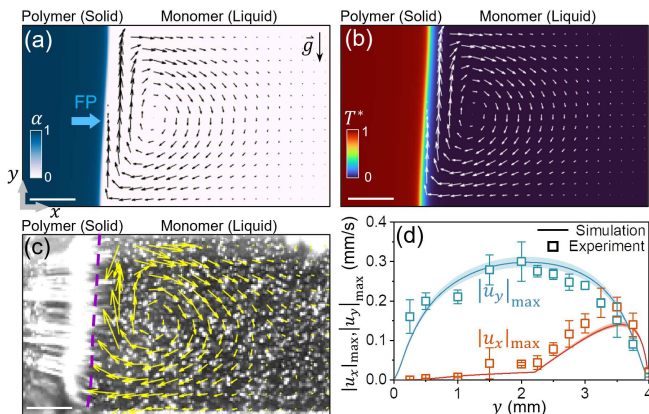 Polymer (Solid) Monomer (Liquid)
(a)
g⃗
FP
α
1
0
y
x
Polymer (Solid) Monomer (Liquid)
(b)
T*
1
0
Polymer (Solid) Monomer (Liquid)
(c)
(d)
Simulation
Experiment
|u_y|max
|u_x|max
|u_x|max, |u_y|max (mm/s)
0.4
0.3
0.2
0.1
0.0
0 1 2 3 4
y (mm)